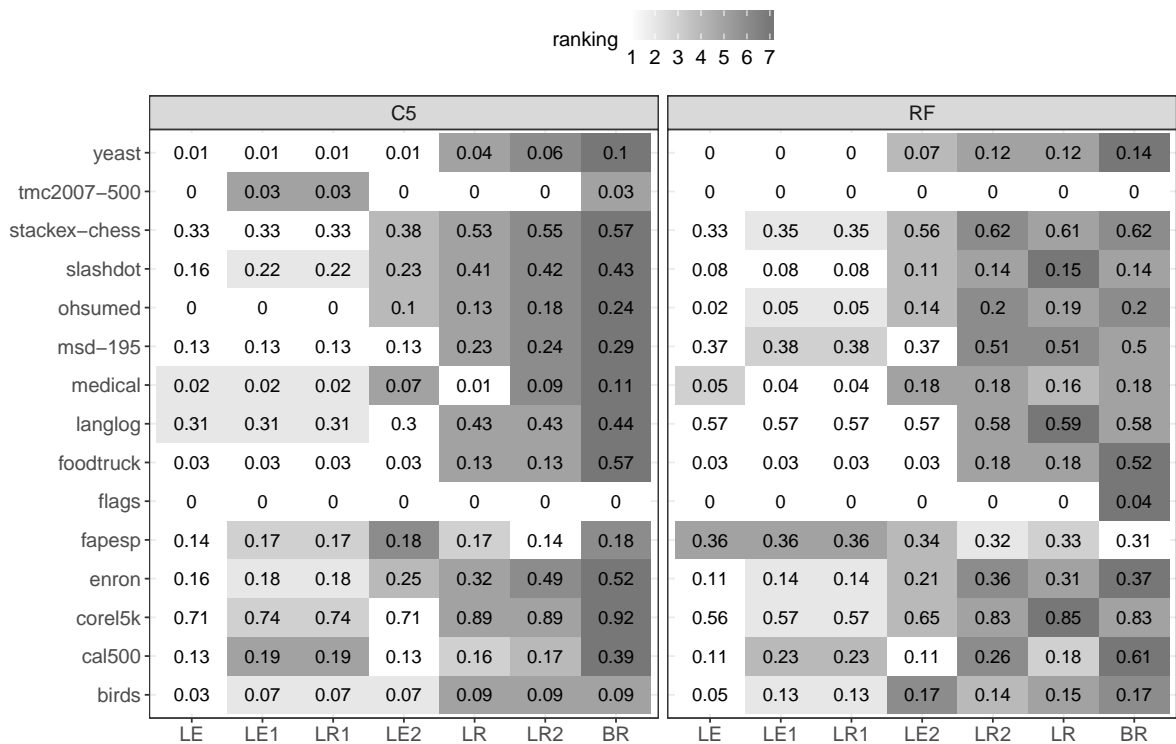 ranking
1 2 3 4 5 6 7
C5 RF
yeast 0.01 0.01 0.01 0.01 0.04 0.06 0.1 0 0 0 0.07 0.12 0.12 0.14
tmc2007−500 0 0.03 0.03 0 0 0 0.03 0 0 0 0 0 0 0
stackex−chess 0.33 0.33 0.33 0.38 0.53 0.55 0.57 0.33 0.35 0.35 0.56 0.62 0.61 0.62
slashdot 0.16 0.22 0.22 0.23 0.41 0.42 0.43 0.08 0.08 0.08 0.11 0.14 0.15 0.14
ohsumed 0 0 0 0.1 0.13 0.18 0.24 0.02 0.05 0.05 0.14 0.2 0.19 0.2
msd−195 0.13 0.13 0.13 0.13 0.23 0.24 0.29 0.37 0.38 0.38 0.37 0.51 0.51 0.5
medical 0.02 0.02 0.02 0.07 0.01 0.09 0.11 0.05 0.04 0.04 0.18 0.18 0.16 0.18
langlog 0.31 0.31 0.31 0.3 0.43 0.43 0.44 0.57 0.57 0.57 0.57 0.58 0.59 0.58
foodtruck 0.03 0.03 0.03 0.03 0.13 0.13 0.57 0.03 0.03 0.03 0.03 0.18 0.18 0.52
flags 0 0 0 0 0 0 0 0 0 0 0 0 0 0.04
fapesp 0.14 0.17 0.17 0.18 0.17 0.14 0.18 0.36 0.36 0.36 0.34 0.32 0.33 0.31
enron 0.16 0.18 0.18 0.25 0.32 0.49 0.52 0.11 0.14 0.14 0.21 0.36 0.31 0.37
corel5k 0.71 0.74 0.74 0.71 0.89 0.89 0.92 0.56 0.57 0.57 0.65 0.83 0.85 0.83
cal500 0.13 0.19 0.19 0.13 0.16 0.17 0.39 0.11 0.23 0.23 0.11 0.26 0.18 0.61
birds 0.03 0.07 0.07 0.07 0.09 0.09 0.09 0.05 0.13 0.13 0.17 0.14 0.15 0.17
LE LE1 LR1 LE2 LR LR2 BR LE LE1 LR1 LE2 LR2 LR BR